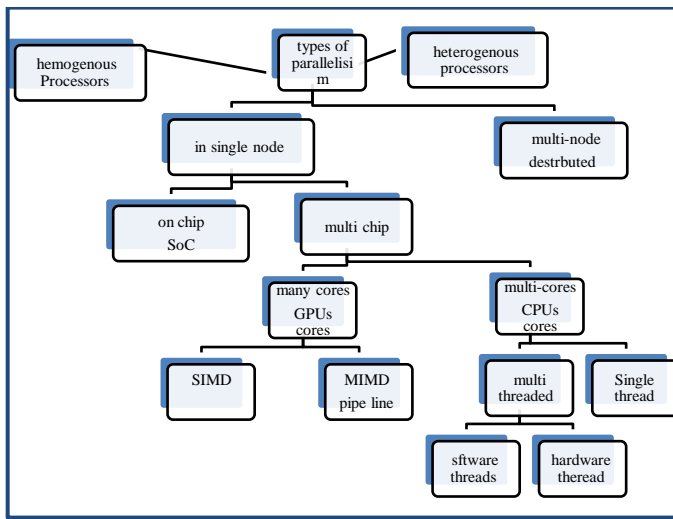 hemogenous
Processors
types of
parallelisi
m
heterogenous
processors
in single node
multi-node
destrbuted
on chip
SoC
multi chip
many cores
GPUs
cores
multi-cores
CPUs
cores
SIMD
MIMD
pipe line
multi
threaded
Single
thread
sftware
threads
hardware
theread